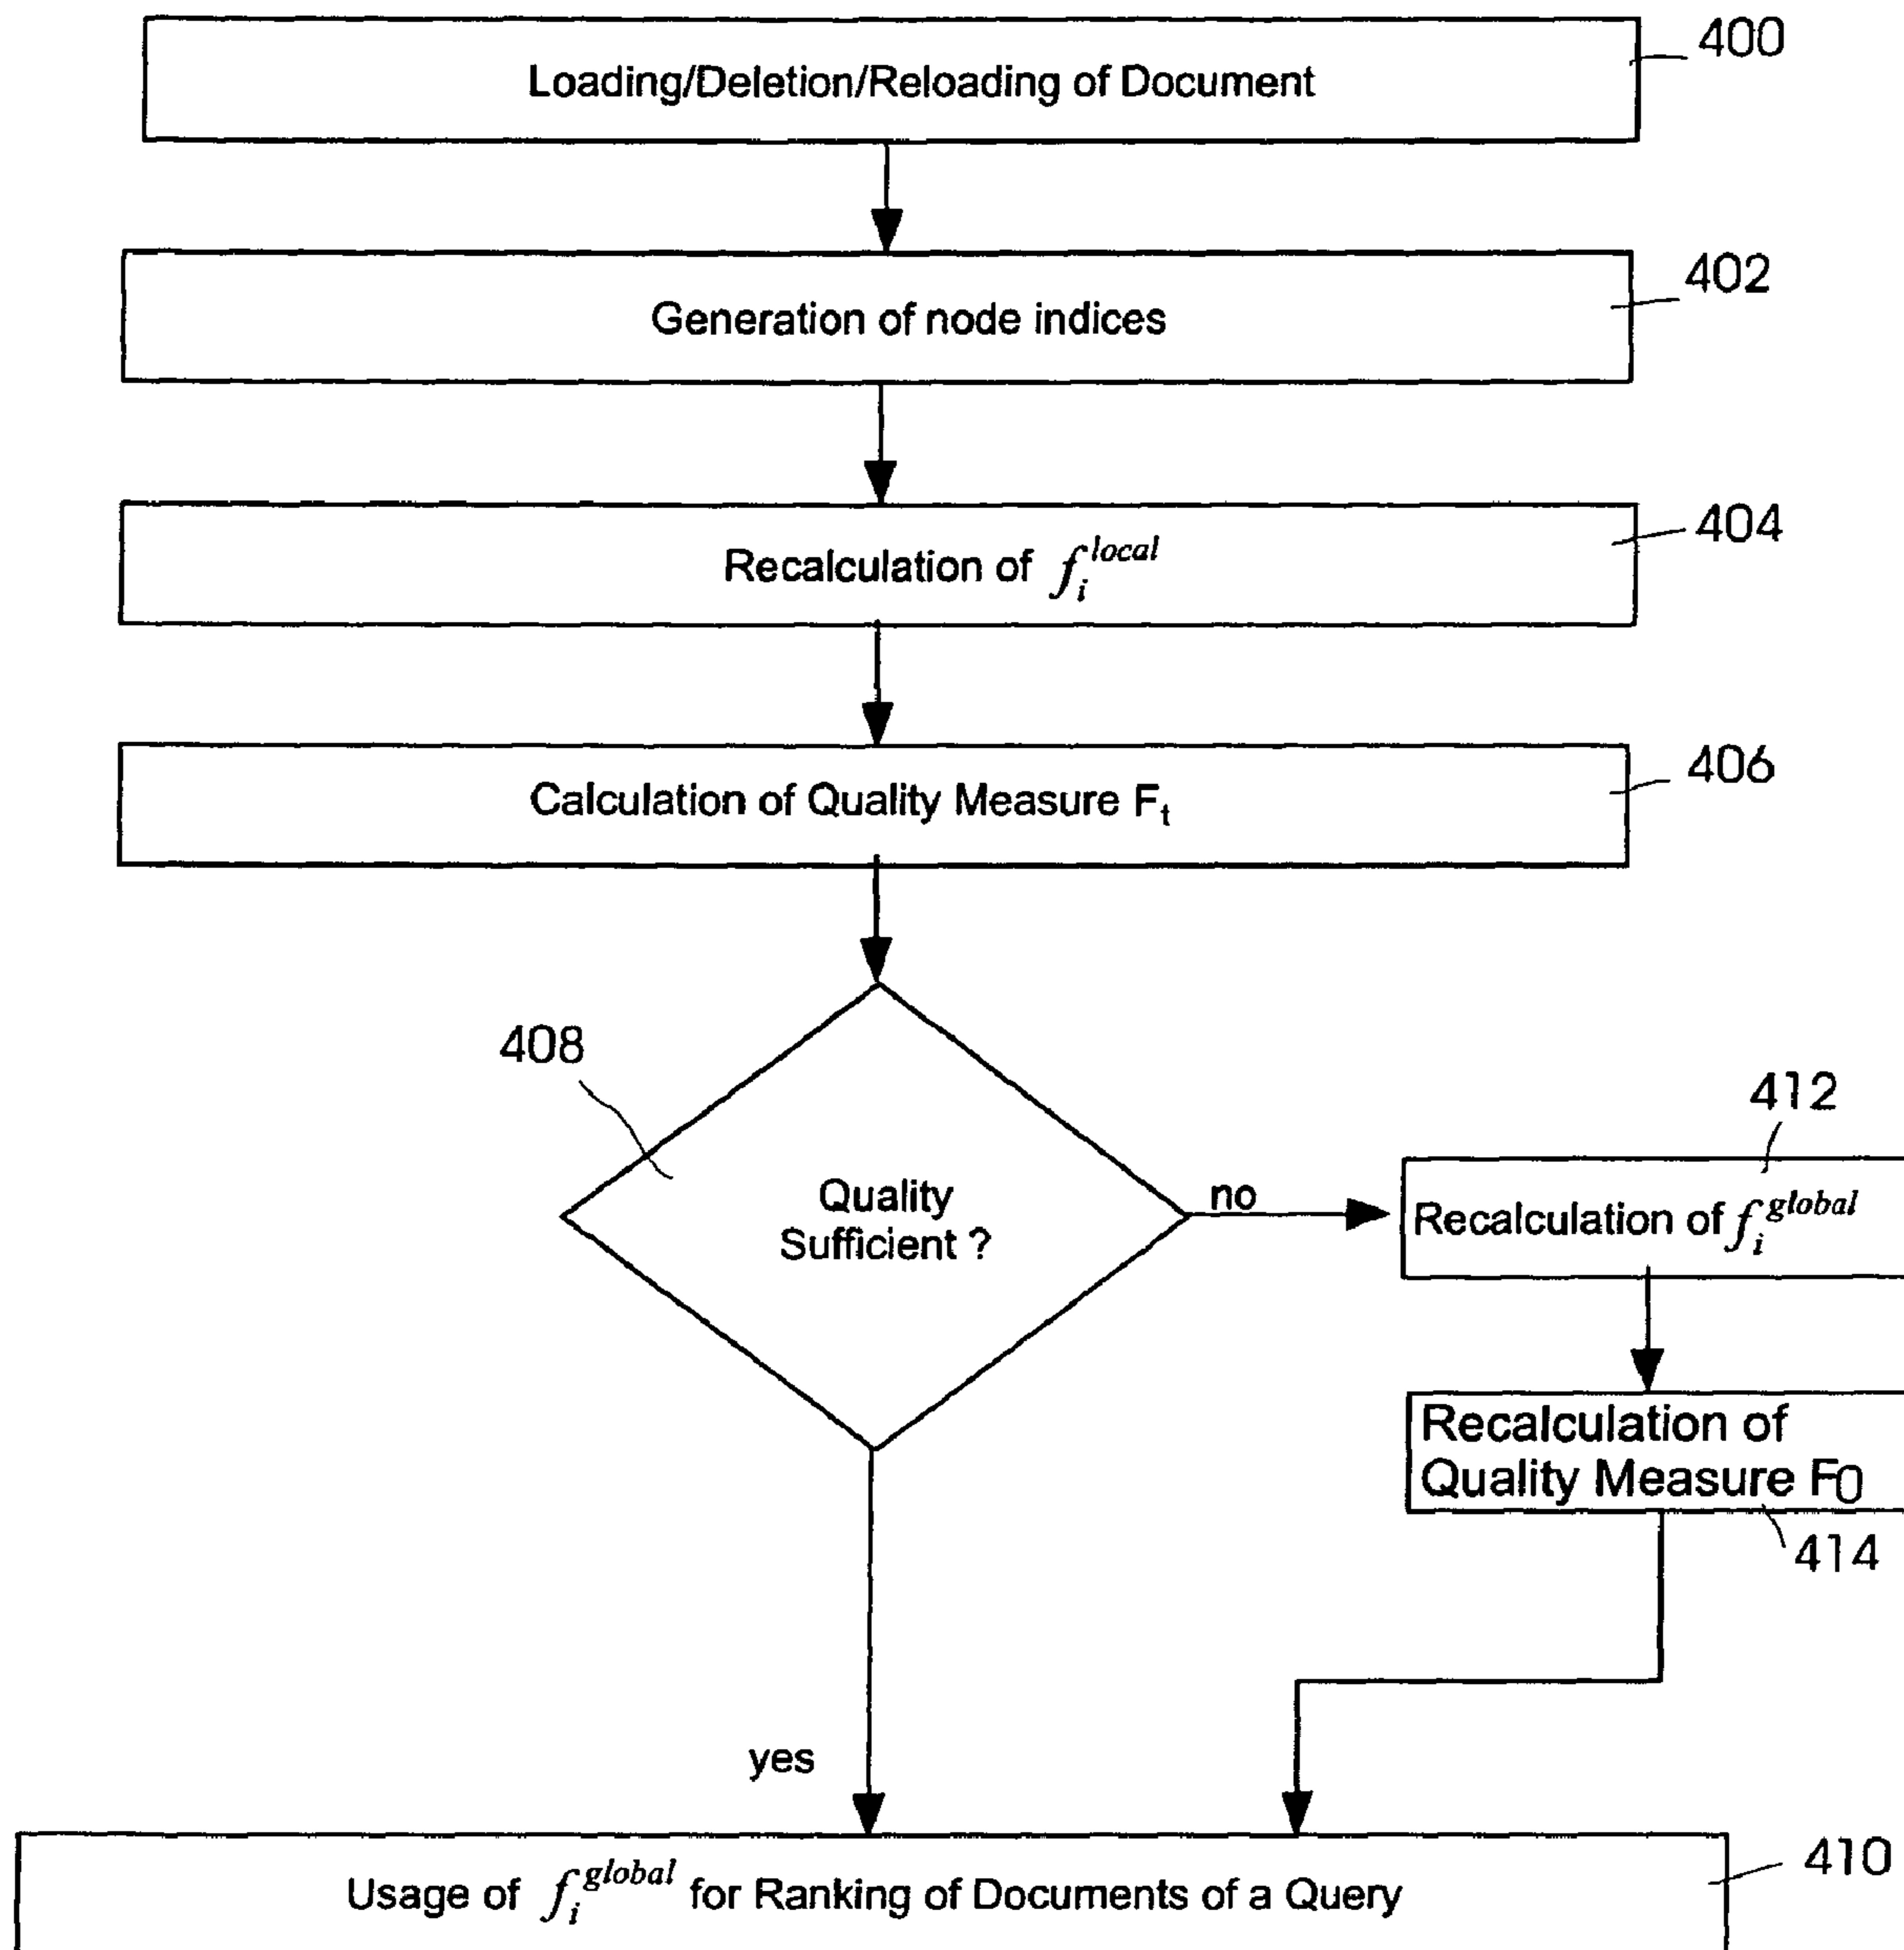 400
Loading/Deletion/Reloading of Document
402
Generation of node indices
404
Recalculation of f_i^{local}
406
Calculation of Quality Measure F_t
408
Quality
Sufficient ?
no
412
Recalculation of f_i^{global}
Recalculation of
Quality Measure F0
414
yes
410
Usage of f_i^{global} for Ranking of Documents of a Query